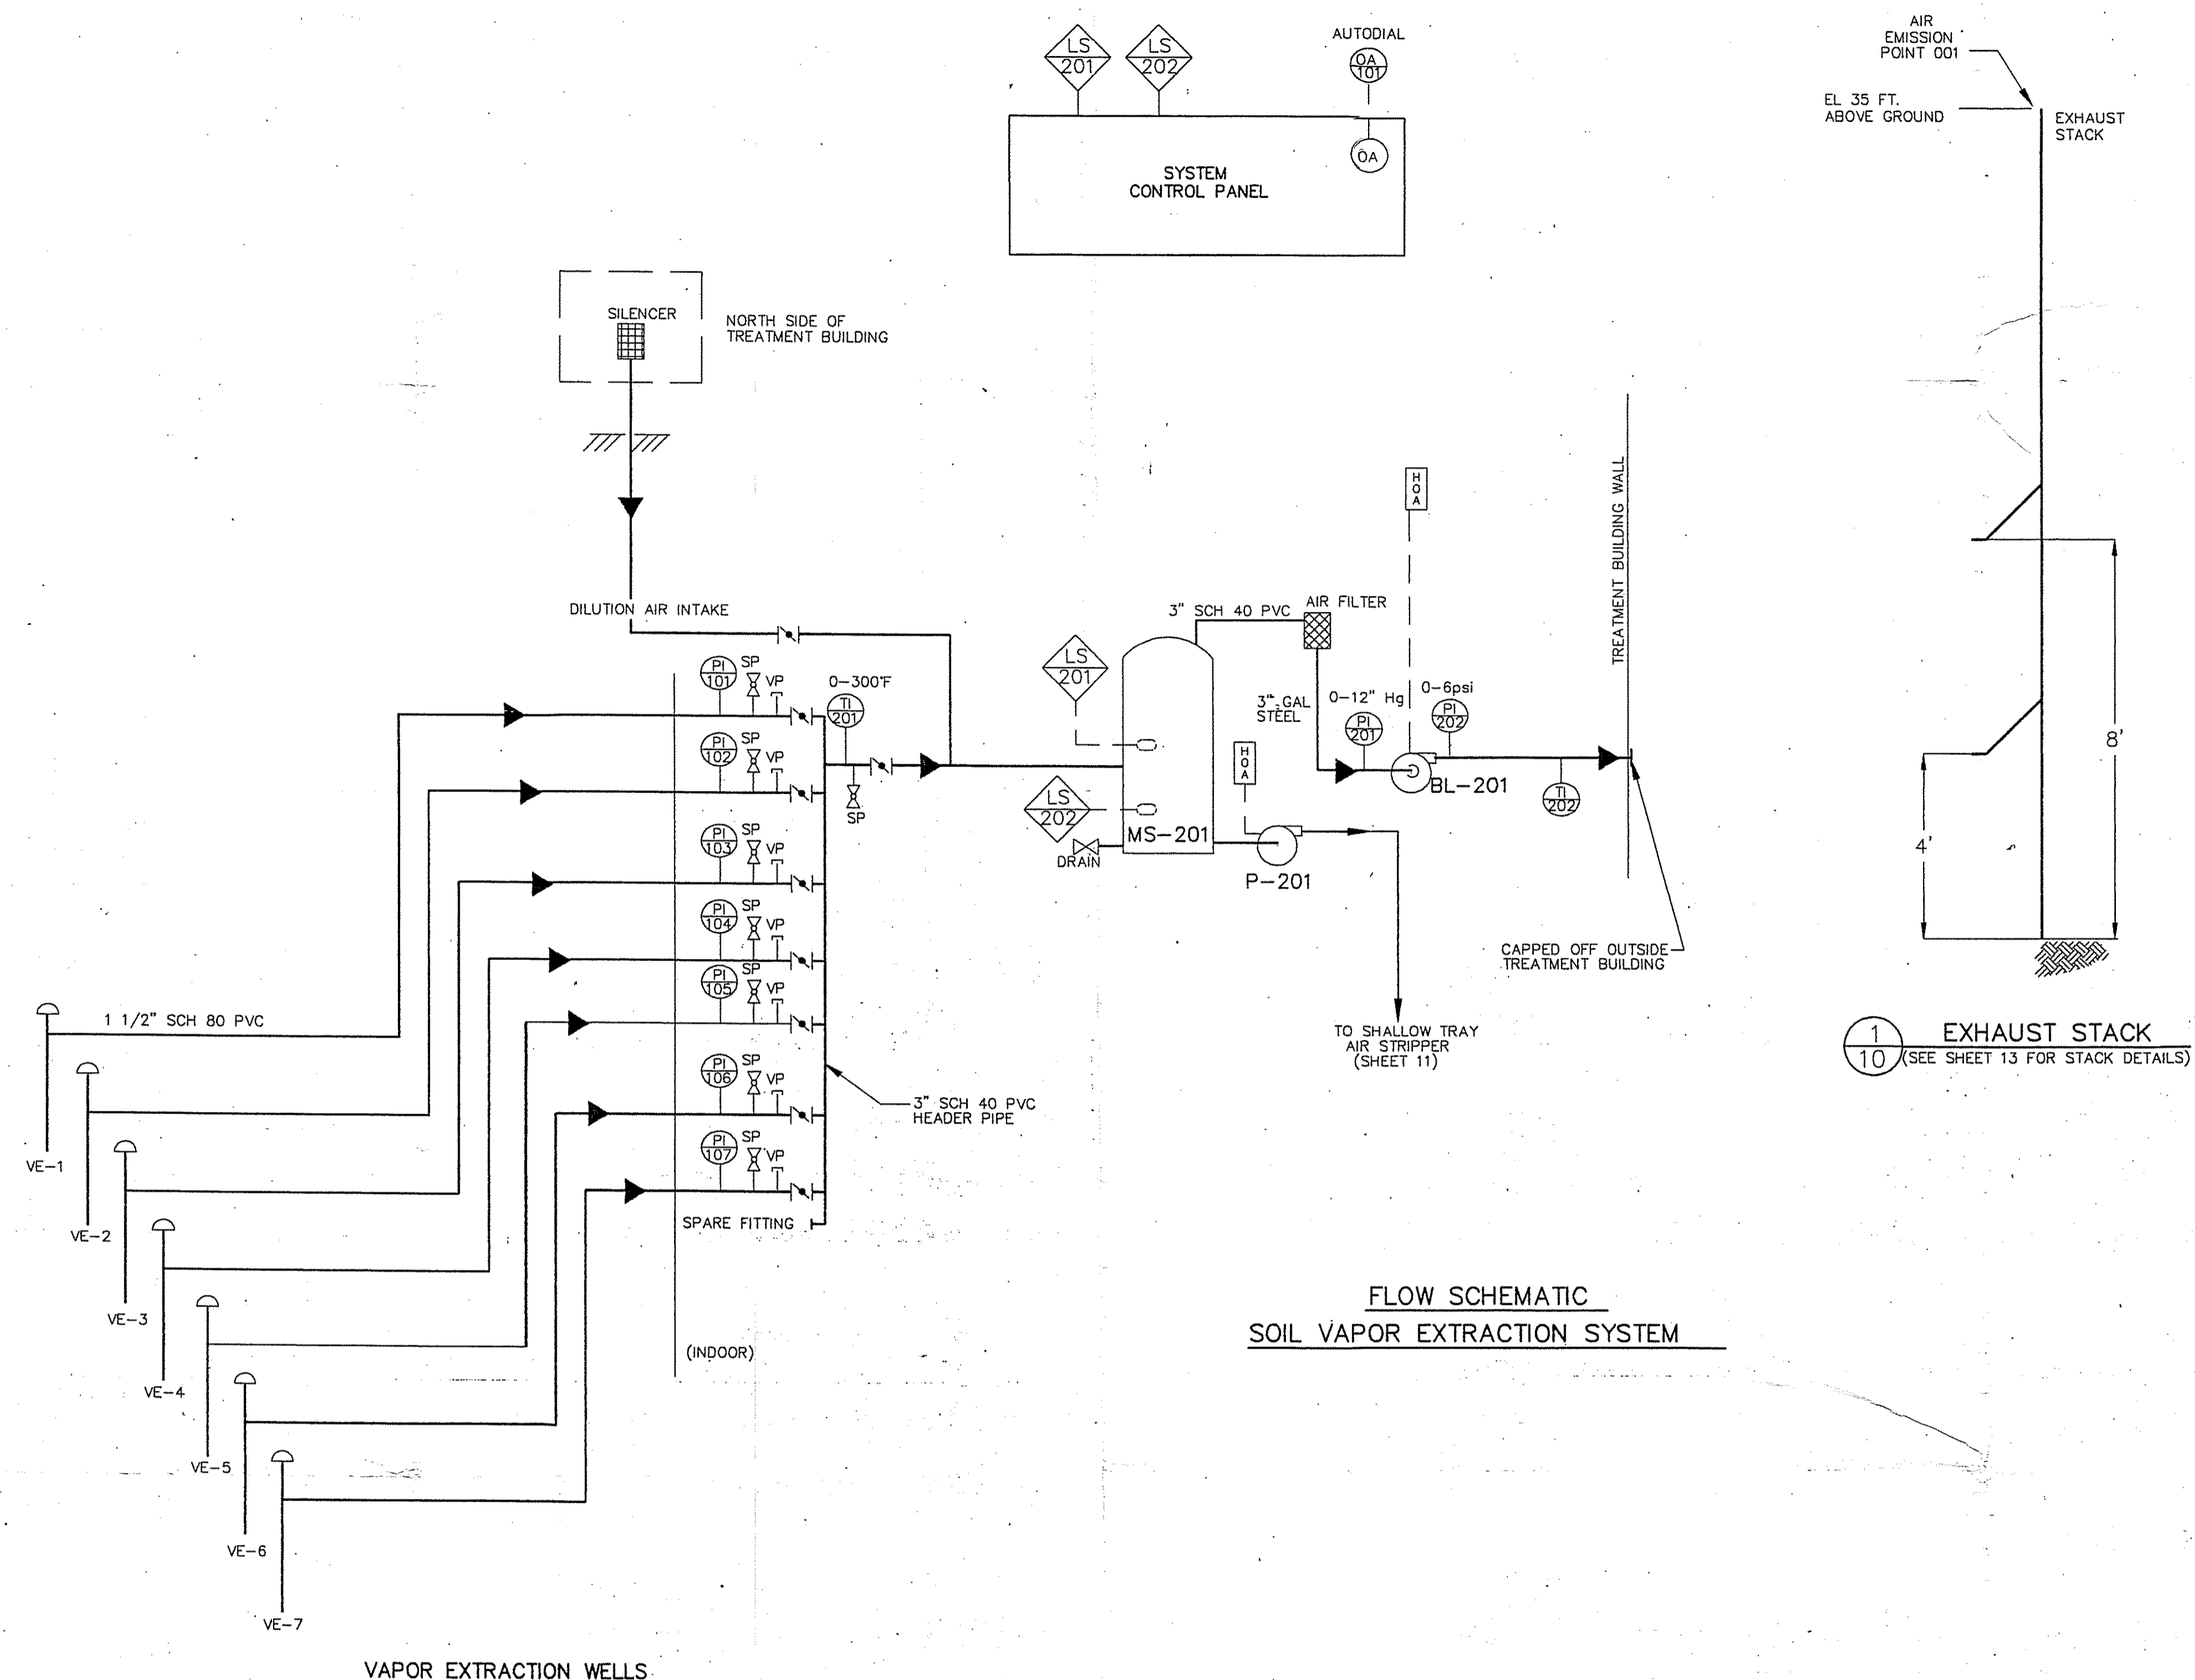 AIR
EMISSION
POINT 001
EL 35 FT.
ABOVE GROUND
EXHAUST
STACK
LS
201
LS
202
AUTODIAL
OA
101
OA
SYSTEM
CONTROL PANEL
SILENCER
NORTH SIDE OF
TREATMENT BUILDING
DILUTION AIR INTAKE
H
O
A
TREATMENT BUILDING WALL
3" SCH 40 PVC
AIR FILTER
LS
201
LS
202
DRAIN
MS-201
3" GAL
STEEL
0-12" Hg
PI
201
0-6psi
PI
202
BL-201
TI
202
H
O
A
P-201
CAPPED OFF OUTSIDE
TREATMENT BUILDING
TO SHALLOW TRAY
AIR STRIPPER
(SHEET 11)
PI
101
SP
VP
0-300°F
TI
201
SP
PI
102
SP
VP
PI
103
SP
VP
PI
104
SP
VP
PI
105
SP
VP
PI
106
SP
VP
PI
107
SP
VP
3" SCH 40 PVC
HEADER PIPE
SPARE FITTING
(INDOOR)
1 1/2" SCH 80 PVC
VE-1
VE-2
VE-3
VE-4
VE-5
VE-6
VE-7
VAPOR EXTRACTION WELLS
4'
8'
1
10
EXHAUST STACK
(SEE SHEET 13 FOR STACK DETAILS)
FLOW SCHEMATIC
SOIL VAPOR EXTRACTION SYSTEM